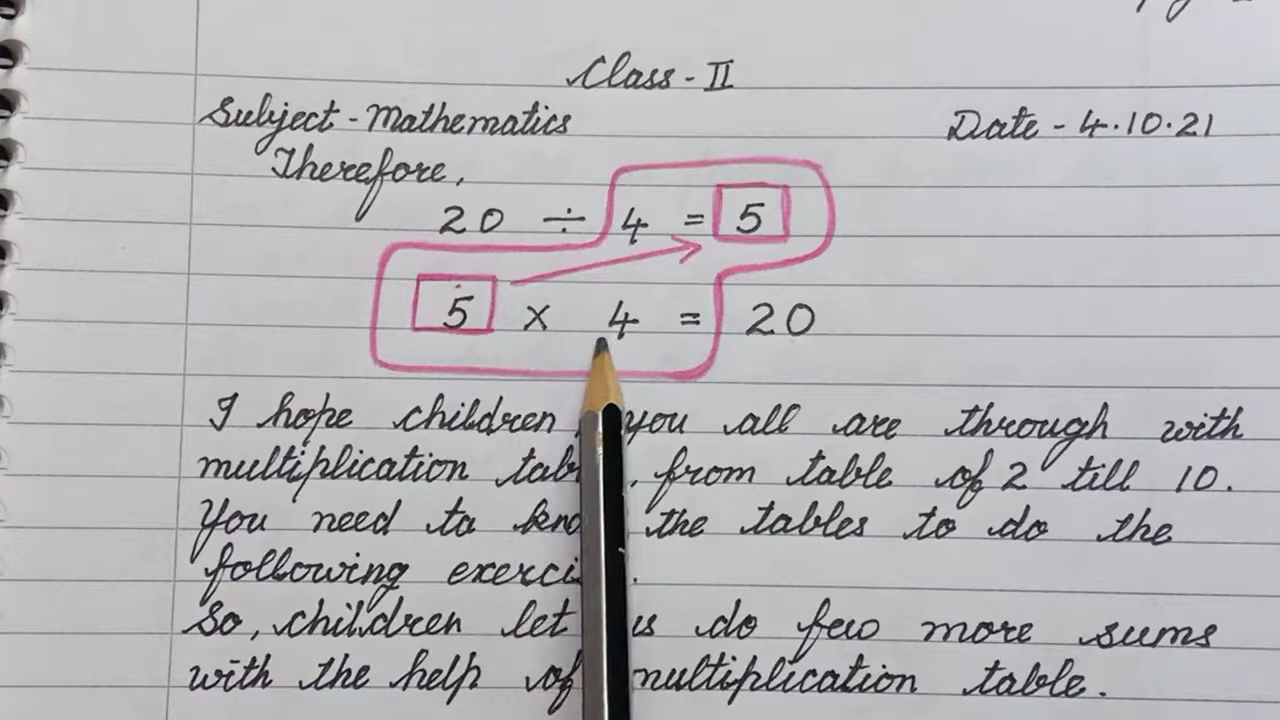 Class - II
Subject - Mathematics Date - 4.10.21
Therefore,
20 ÷ 4 = 5
5 x 4 = 20
I hope children you all are through with
multiplication from table of 2 till 10.
You need to the tables to do the
following
So, children let us do few more sums
with the help of multiplication table.